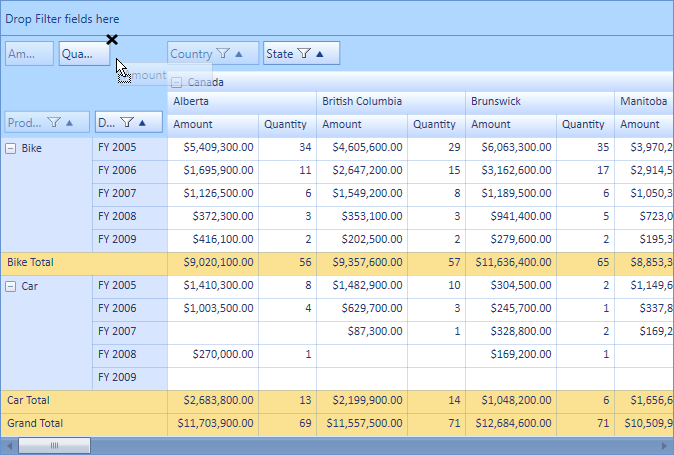 Drop Filter fields here
Am... Qua... Country State
Amount
Canada
Alberta British Columbia Brunswick Manitoba
Prod... D... Amount Quantity Amount Quantity Amount Quantity Amount
Bike FY 2005 $5,409,300.00 34 $4,605,600.00 29 $6,063,300.00 35 $3,970,2
FY 2006 $1,695,900.00 11 $2,647,200.00 15 $3,162,600.00 17 $2,914,5
FY 2007 $1,126,500.00 6 $1,549,200.00 8 $1,189,500.00 6 $1,050,3
FY 2008 $372,300.00 3 $353,100.00 3 $941,400.00 5 $723,0
FY 2009 $416,100.00 2 $202,500.00 2 $279,600.00 2 $195,3
Bike Total $9,020,100.00 56 $9,357,600.00 57 $11,636,400.00 65 $8,853,3
Car FY 2005 $1,410,300.00 8 $1,482,900.00 10 $304,500.00 2 $1,149,6
FY 2006 $1,003,500.00 4 $629,700.00 3 $245,700.00 1 $337,8
FY 2007 $87,300.00 1 $328,800.00 2 $169,2
FY 2008 $270,000.00 1 $169,200.00 1
FY 2009
Car Total $2,683,800.00 13 $2,199,900.00 14 $1,048,200.00 6 $1,656,6
Grand Total $11,703,900.00 69 $11,557,500.00 71 $12,684,600.00 71 $10,509,9